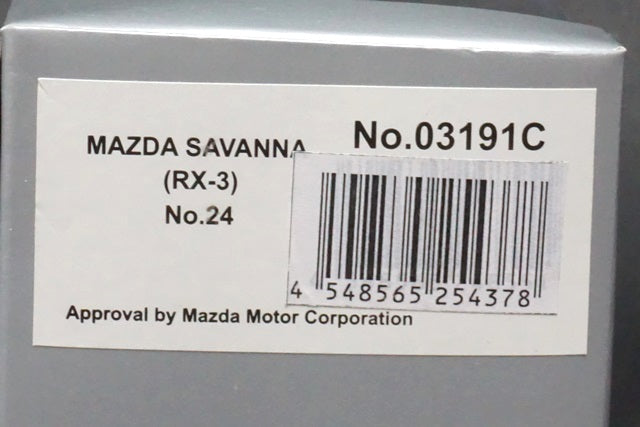 MAZDA SAVANNA
(RX-3)
No.24
No.03191C
4 548565 254378
Approval by Mazda Motor Corporation